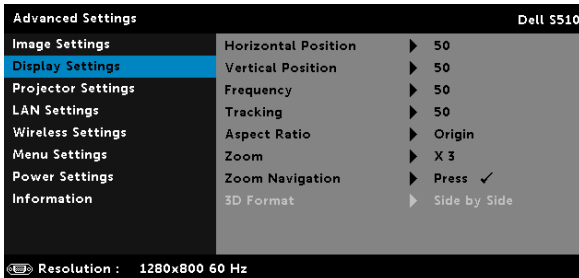 Advanced Settings Dell S510
Image Settings
Display Settings
Projector Settings
LAN Settings
Wireless Settings
Menu Settings
Power Settings
Information
Horizontal Position 50
Vertical Position 50
Frequency 50
Tracking 50
Aspect Ratio Origin
Zoom X 3
Zoom Navigation Press ✓
3D Format Side by Side
Resolution : 1280x800 60 Hz